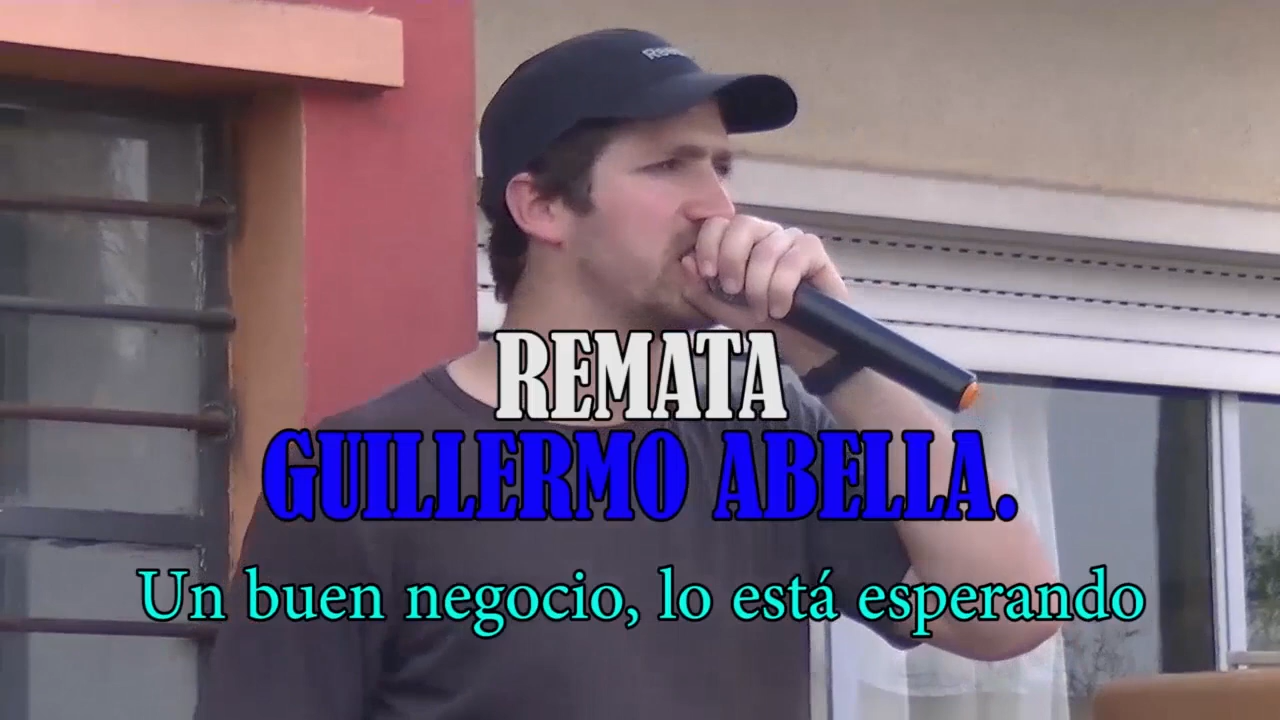 REMATA
GUILLERMO ABELLA.
Un buen negocio, lo está esperando